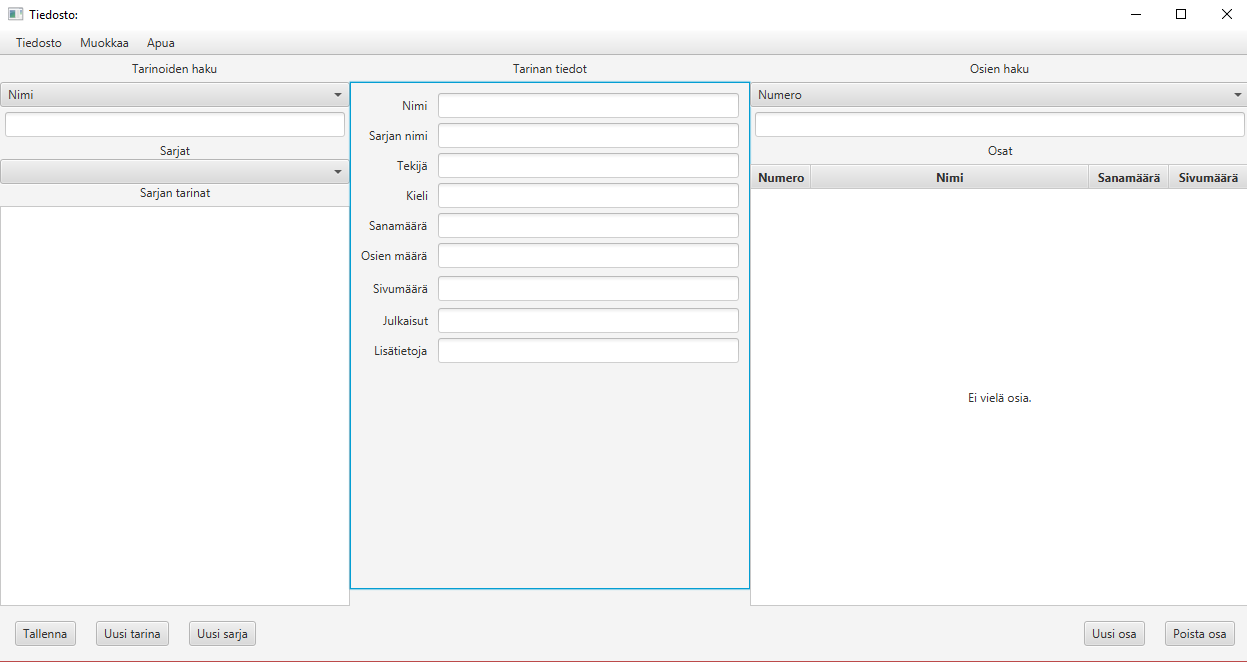 Tiedosto:
Tiedosto Muokkaa Apua
Tarinoiden haku
Nimi
Sarjat
Sarjan tarinat
Tarinan tiedot
Nimi
Sarjan nimi
Tekijä
Kieli
Sanamäärä
Osien määrä
Sivumäärä
Julkaisut
Lisätietoja
Osien haku
Numero
Osat
Numero Nimi Sanamäärä Sivumäärä
Ei vielä osia.
Tallenna Uusi tarina Uusi sarja Uusi osa Poista osa